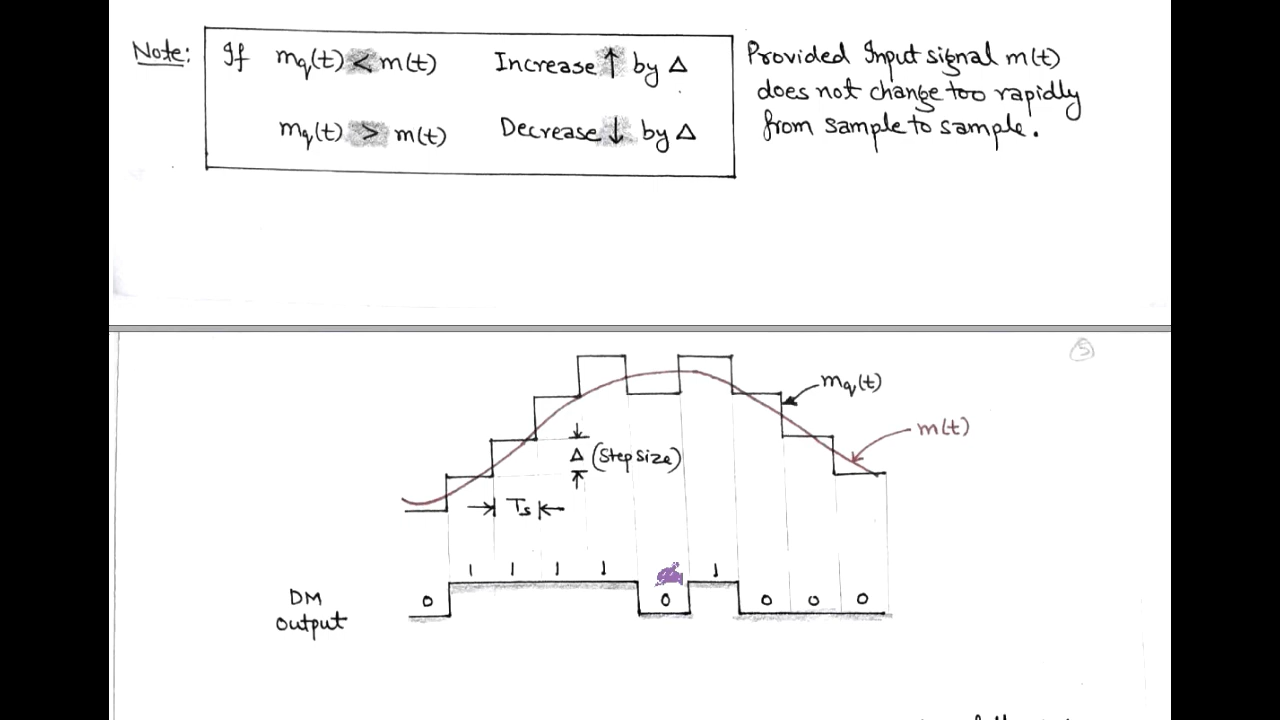 Note: If mq(t) < m(t) Increase ↑ by Δ
mq(t) > m(t) Decrease ↓ by Δ
Provided Input signal m(t)
does not change too rapidly
from sample to sample.
5
mq(t)
m(t)
Δ (Step size)
Ts
1 1 1 1 1
DM
output
0 0 0 0 0